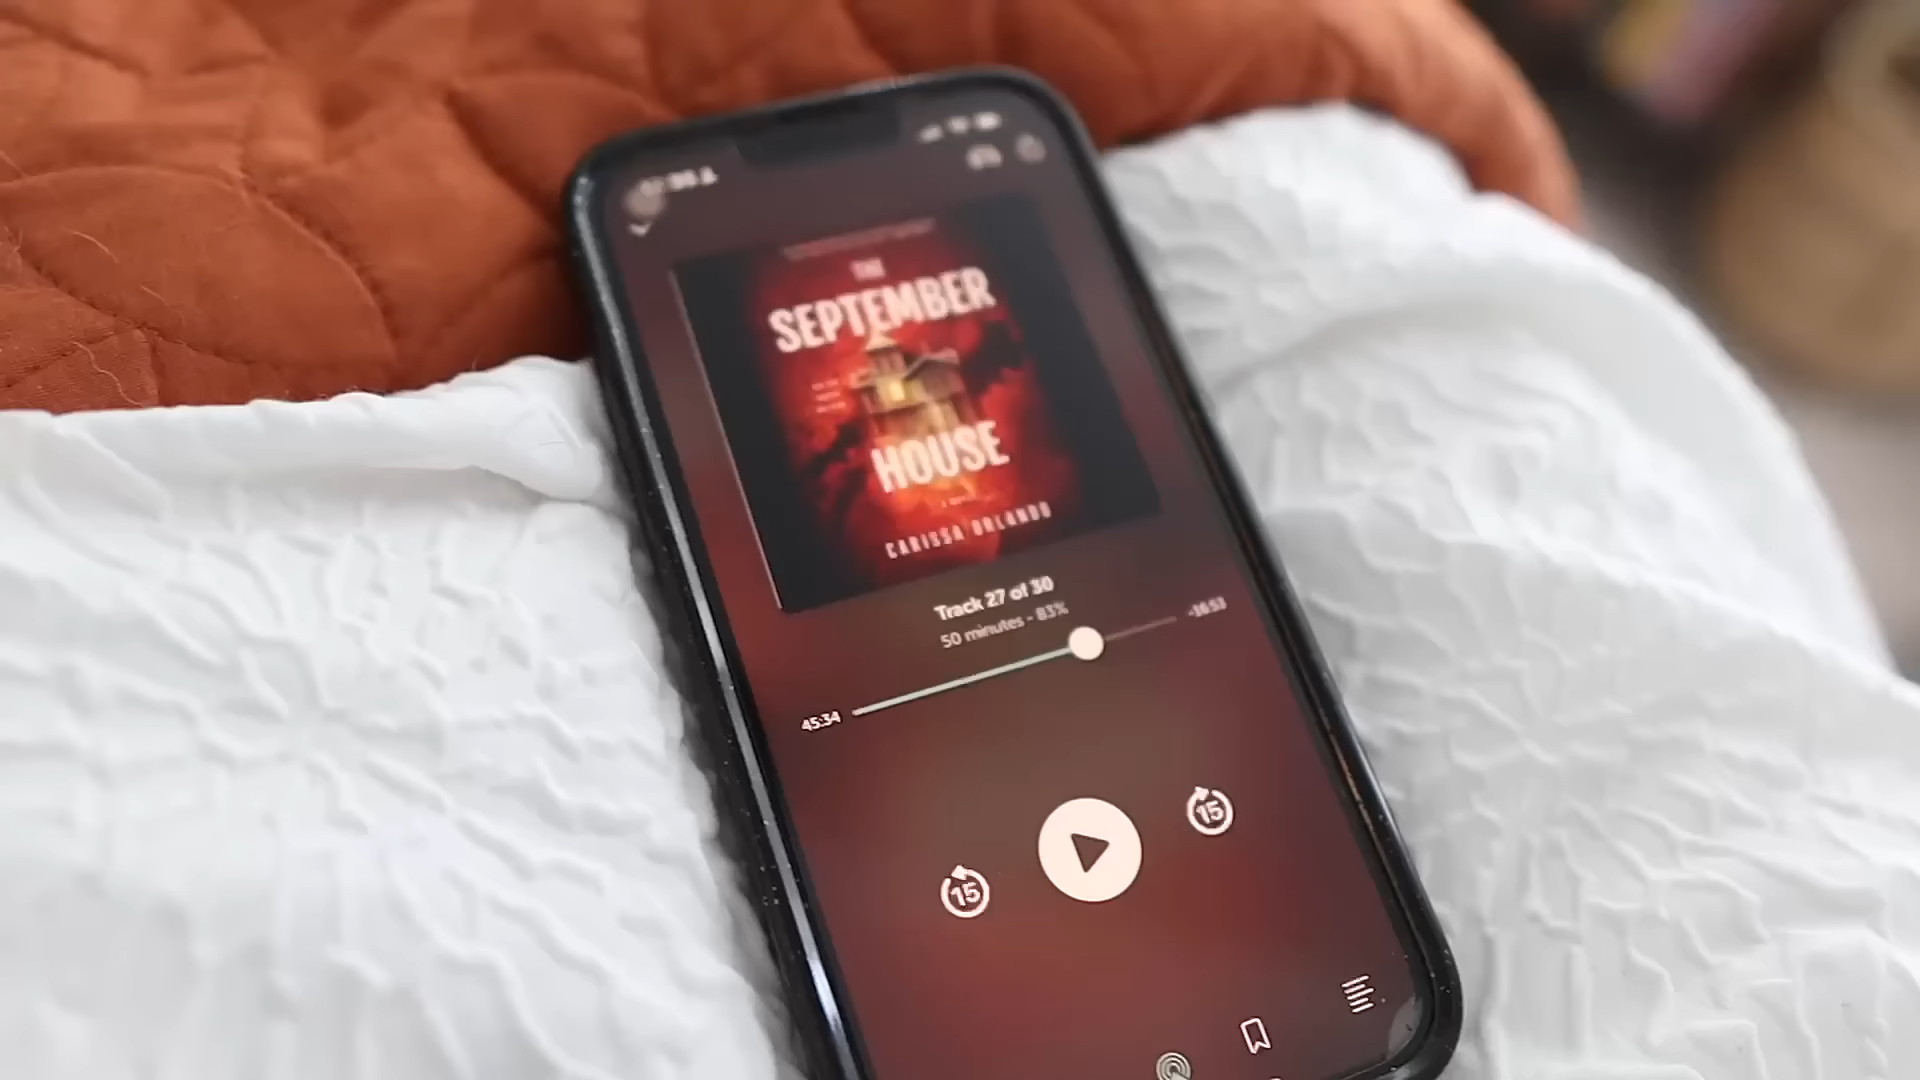 THE
SEPTEMBER
HOUSE
CARISSA ORLANDO
Track 27 of 30
50 minutes - 83%
45:34
-16:53
15
15